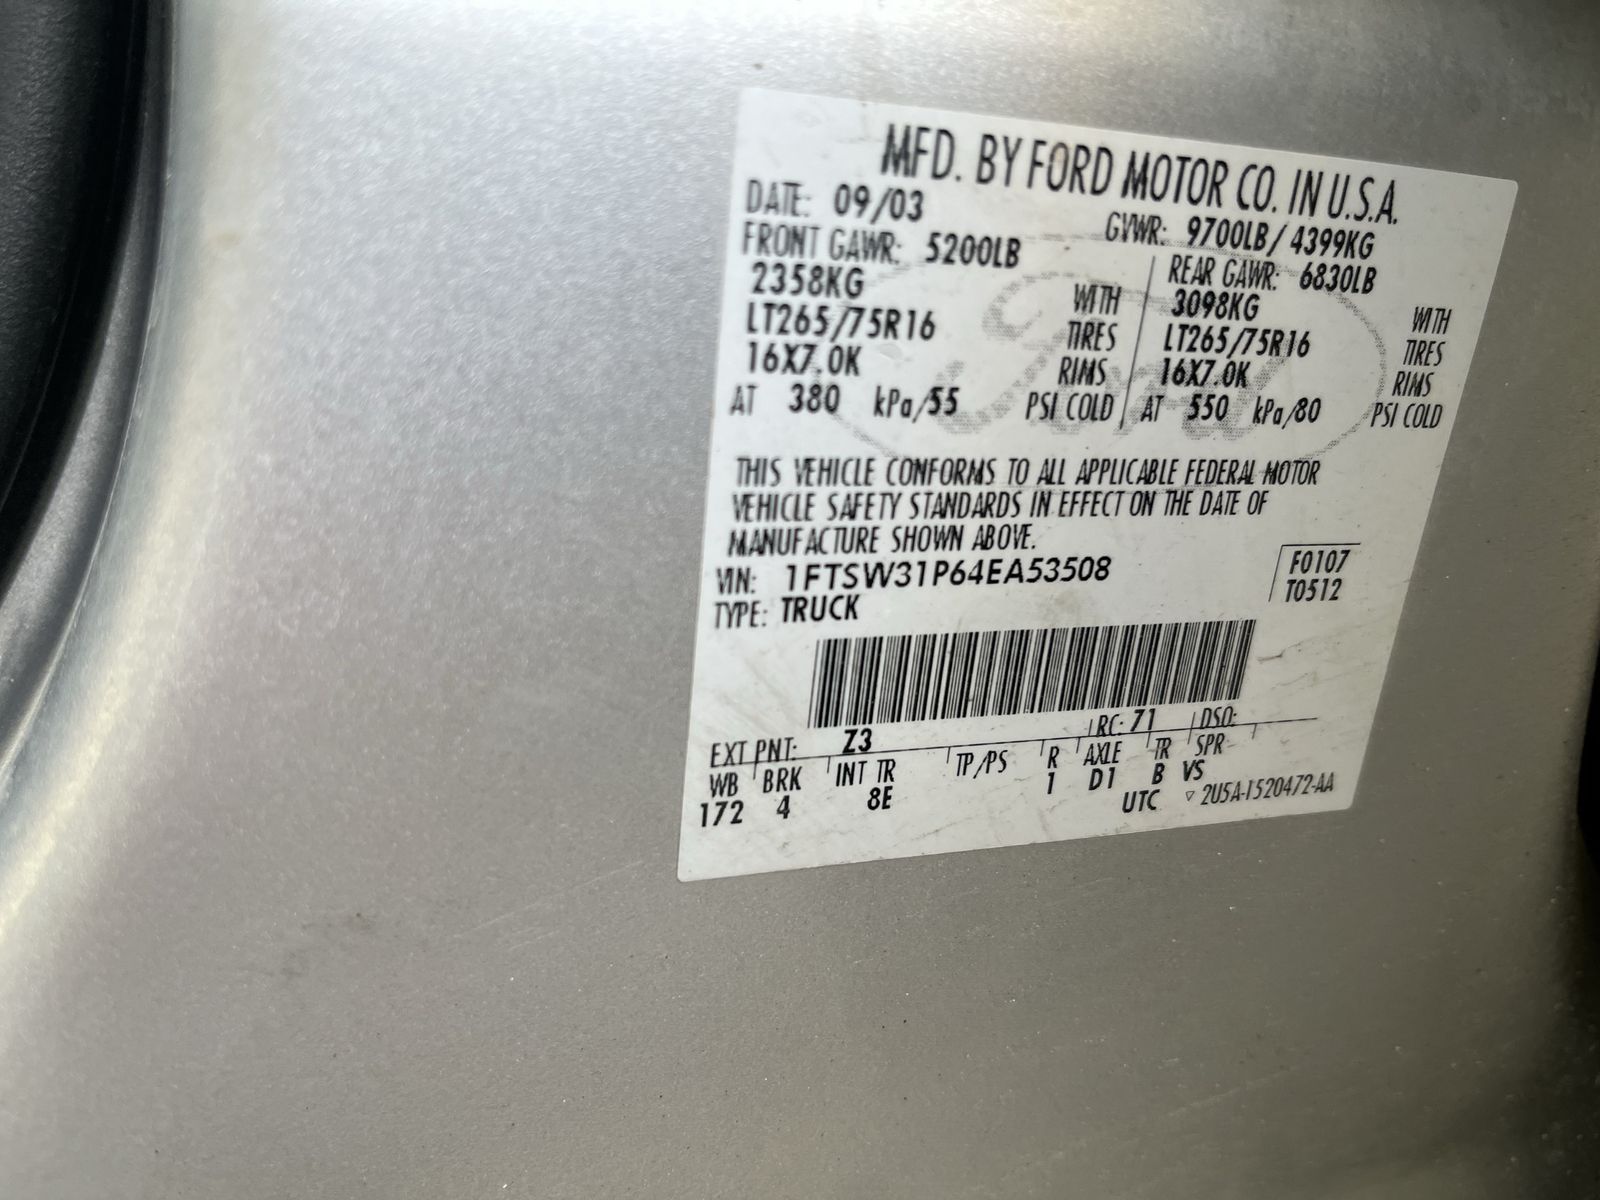 MFD. BY FORD MOTOR CO. IN U.S.A.
DATE: 09/03 GVWR: 9700LB/ 4399KG
FRONT GAWR: 5200LB REAR GAWR: 6830LB
2358KG WITH 3098KG WITH
LT265/75R16 TIRES LT265/75R16 TIRES
16X7.0K RIMS 16X7.0K RIMS
AT 380 kPa/55 PSI COLD AT 550 kPa/80 PSI COLD
Ford
THIS VEHICLE CONFORMS TO ALL APPLICABLE FEDERAL MOTOR
VEHICLE SAFETY STANDARDS IN EFFECT ON THE DATE OF
MANUFACTURE SHOWN ABOVE.
VIN: 1FTSW31P64EA53508 F0107
TYPE: TRUCK T0512
EXT PNT: Z3 RC: 71 DSO:
WB BRK INT TR TP/PS R AXLE TR SPR
172 4 8E 1 D1 B VS
UTC ▽ 2U5A-1520472-AA